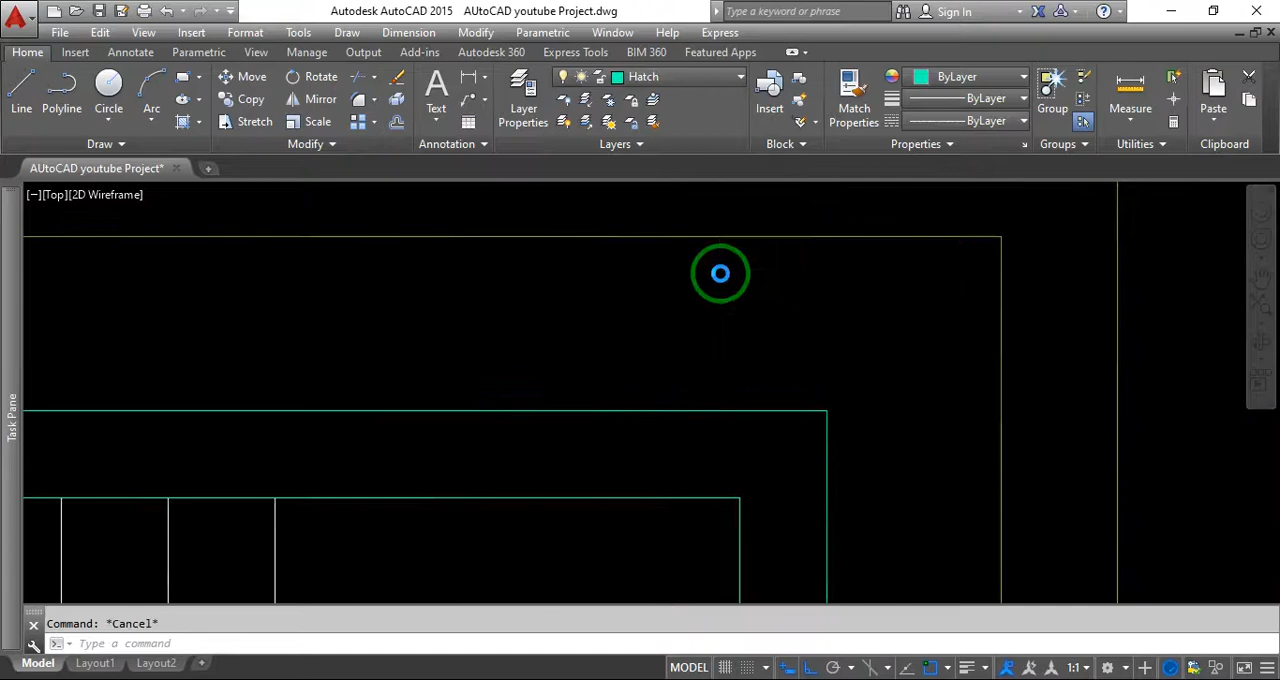 Autodesk AutoCAD 2015 AUtoCAD youtube Project.dwg
Type a keyword or phrase
Sign In
File Edit View Insert Format Tools Draw Dimension Modify Parametric Window Help Express
Home Insert Annotate Parametric View Manage Output Add-ins Autodesk 360 Express Tools BIM 360 Featured Apps
Line
Polyline
Circle
Arc
Move
Copy
Stretch
Rotate
Mirror
Scale
Text
Layer
Properties
Hatch
Insert
Match
Properties
ByLayer
ByLayer
ByLayer
Group
Measure
Paste
Draw Modify Annotation Layers Block Properties Groups Utilities Clipboard
AUtoCAD youtube Project*
[−][Top][2D Wireframe]
Task Pane
Command: *Cancel*
Type a command
Model Layout1 Layout2
MODEL
1:1